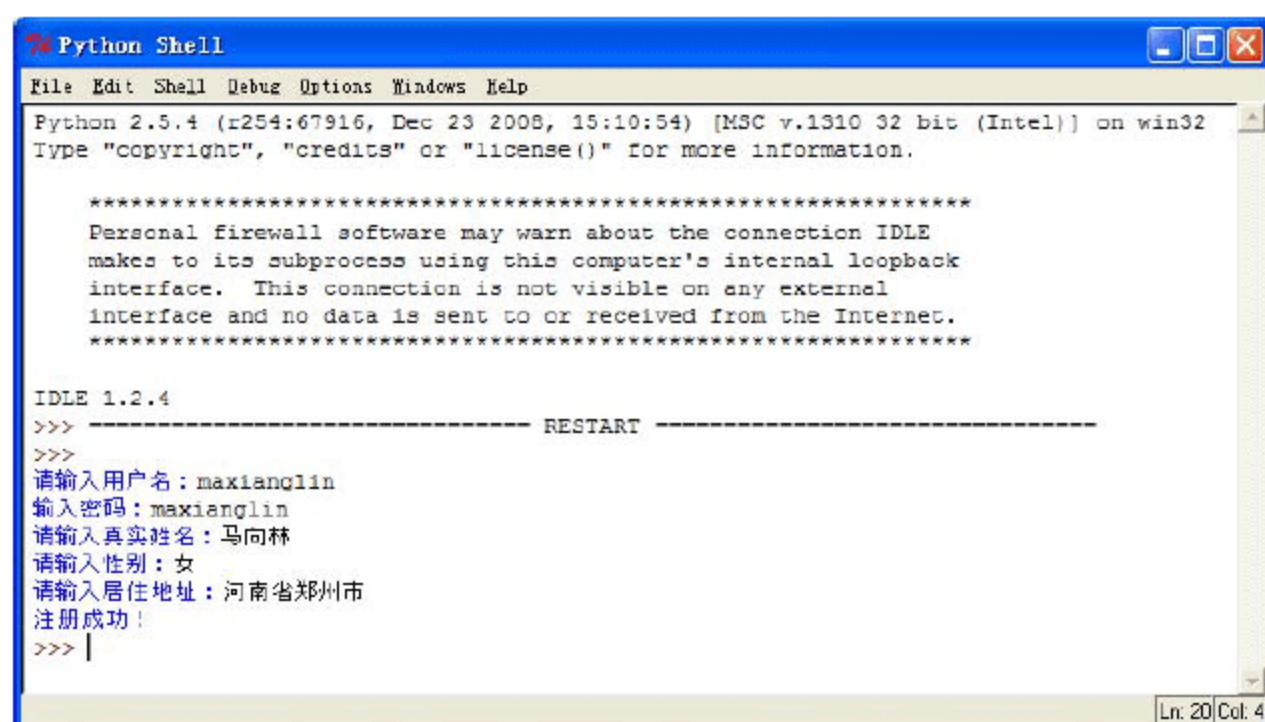 Python Shell
File Edit Shell Debug Options Windows Help
Python 2.5.4 (r254:67916, Dec 23 2008, 15:10:54) [MSC v.1310 32 bit (Intel)] on win32
Type "copyright", "credits" or "license()" for more information.
****************************************************************
Personal firewall software may warn about the connection IDLE
makes to its subprocess using this computer's internal loopback
interface.  This connection is not visible on any external
interface and no data is sent to or received from the Internet.
****************************************************************
IDLE 1.2.4
>>> ================================ RESTART ================================
>>>
请输入用户名：maxianglin
输入密码：maxianglin
请输入真实姓名：马向林
请输入性别：女
请输入居住地址：河南省郑州市
注册成功！
>>>
Ln: 20 Col: 4